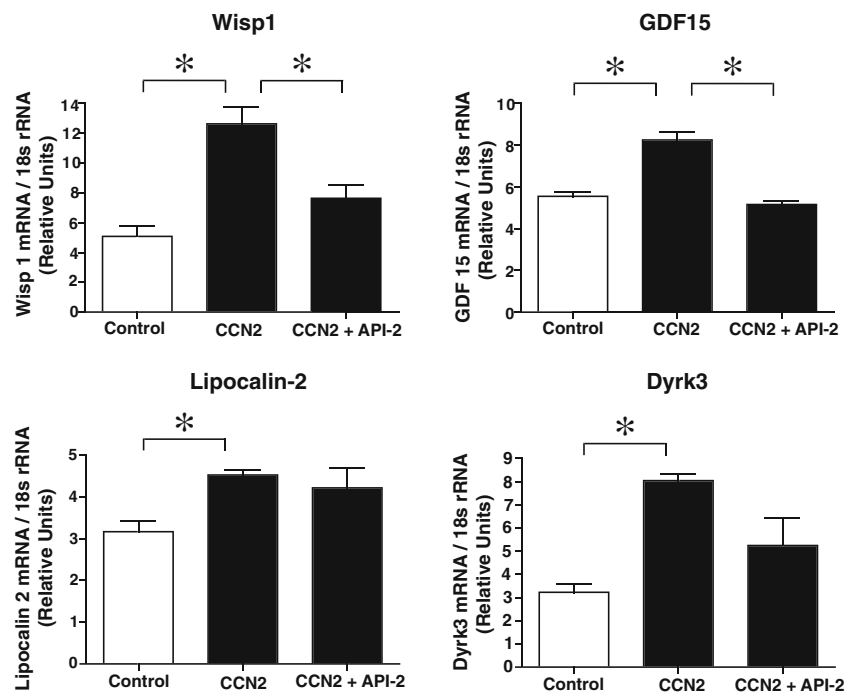 Wisp1
* *
Wisp 1 mRNA / 18s rRNA
(Relative Units)
14
12
10
8
6
4
2
0
Control CCN2 CCN2 + API-2
GDF15
* *
GDF 15 mRNA / 18s rRNA
(Relative Units)
10
8
6
4
2
0
Control CCN2 CCN2 + API-2
Lipocalin-2
*
Lipocalin 2 mRNA / 18s rRNA
(Relative Units)
5
4
3
2
1
0
Control CCN2 CCN2 + API-2
Dyrk3
*
Dyrk3 mRNA / 18s rRNA
(Relative Units)
9
8
7
6
5
4
3
2
1
0
Control CCN2 CCN2 + API-2